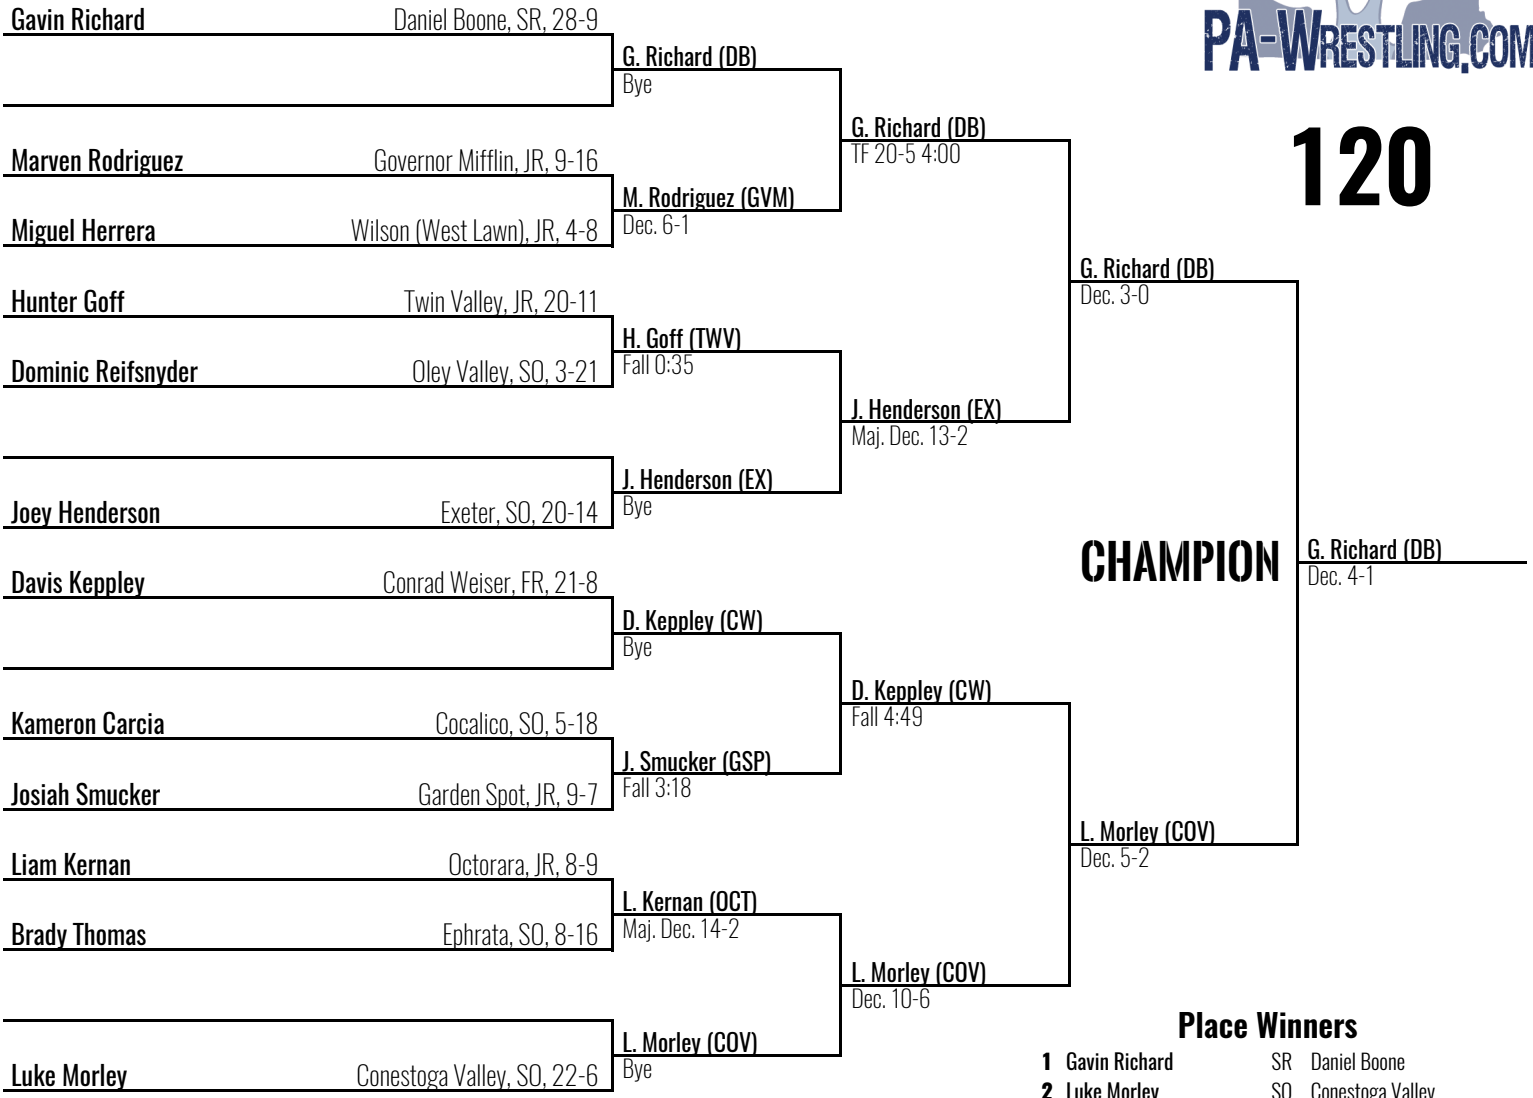 Gavin Richard Daniel Boone, SR, 28-9
PA-WRESTLING.COM
G. Richard (DB)
Bye
120
G. Richard (DB)
TF 20-5 4:00
Marven Rodriguez Governor Mifflin, JR, 9-16
M. Rodriguez (GVM)
Dec. 6-1
Miguel Herrera Wilson (West Lawn), JR, 4-8
G. Richard (DB)
Dec. 3-0
Hunter Goff Twin Valley, JR, 20-11
H. Goff (TWV)
Fall 0:35
Dominic Reifsnyder Oley Valley, SO, 3-21
J. Henderson (EX)
Maj. Dec. 13-2
J. Henderson (EX)
Bye
Joey Henderson Exeter, SO, 20-14
CHAMPION
G. Richard (DB)
Dec. 4-1
Davis Keppley Conrad Weiser, FR, 21-8
D. Keppley (CW)
Bye
D. Keppley (CW)
Fall 4:49
Kameron Carcia Cocalico, SO, 5-18
J. Smucker (GSP)
Fall 3:18
Josiah Smucker Garden Spot, JR, 9-7
L. Morley (COV)
Dec. 5-2
Liam Kernan Octorara, JR, 8-9
L. Kernan (OCT)
Maj. Dec. 14-2
Brady Thomas Ephrata, SO, 8-16
L. Morley (COV)
Dec. 10-6
L. Morley (COV)
Bye
Luke Morley Conestoga Valley, SO, 22-6
Place Winners
1 Gavin Richard SR Daniel Boone
2 Luke Morley SO Conestoga Valley